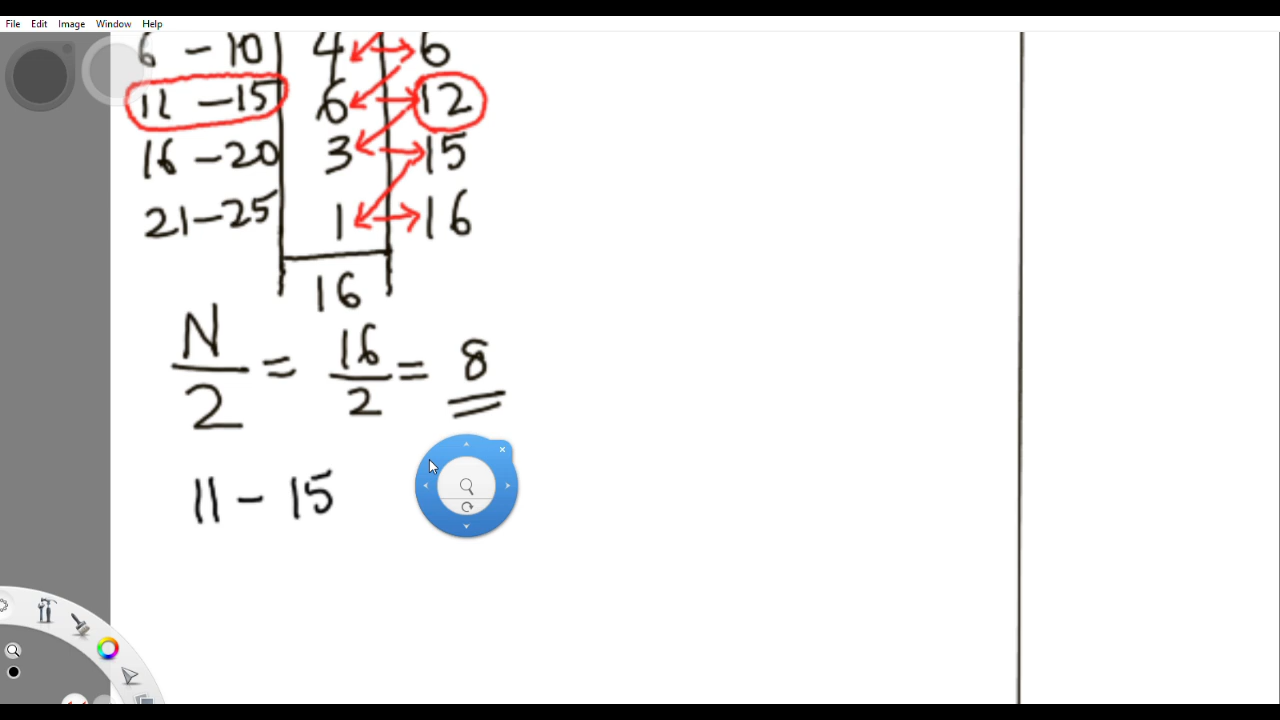 File Edit Image Window Help
6 - 10 4 6
11 - 15 6 12
16 - 20 3 15
21 - 25 1 16
16
N/2 = 16/2 = 8
11 - 15